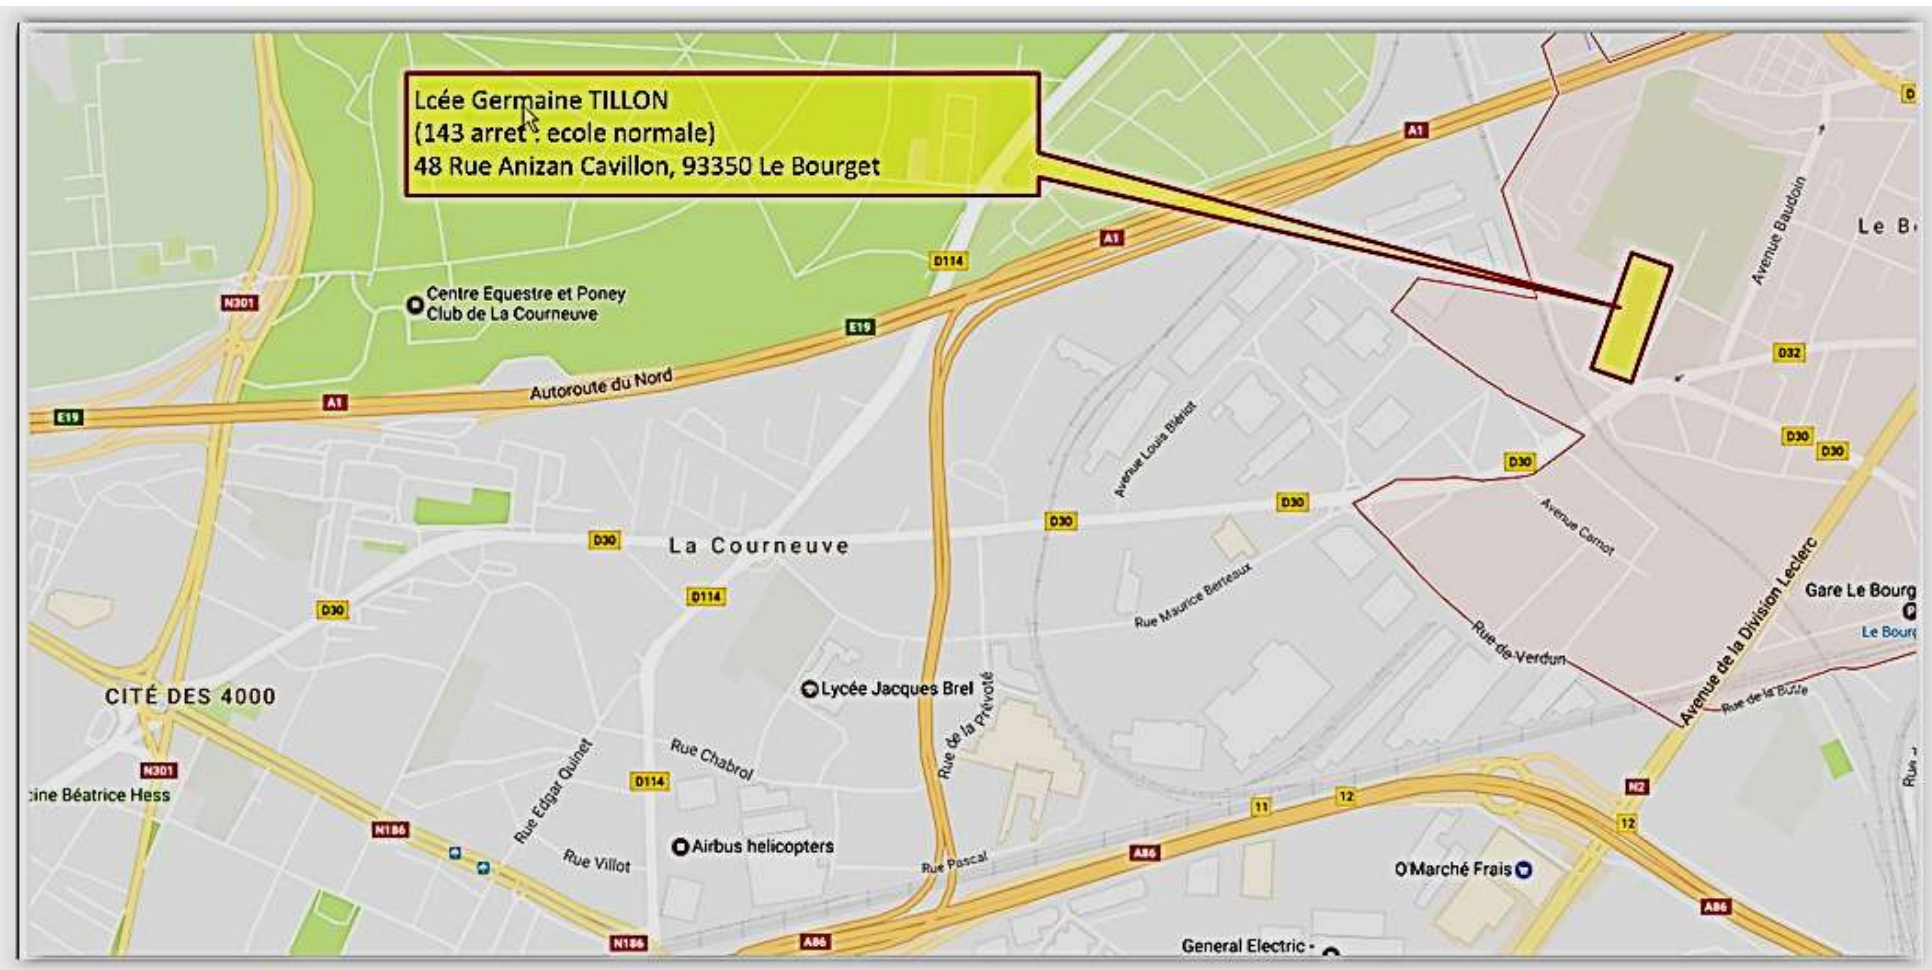 Lcée Germaine TILLON
(143 arret : ecole normale)
48 Rue Anizan Cavillon, 93350 Le Bourget
D
A1
Avenue Baudoin
Le B
A1
D114
N301
Centre Equestre et Poney
Club de La Courneuve
E19
D32
Autoroute du Nord
A1
E19
Avenue Louis Blériot
D30
D30
D30
D30
D30
D30
La Courneuve
Avenue Carnot
Avenue de la Division Leclerc
D30
D114
Rue Maurice Berteaux
Gare Le Bourg
Le Bourg
Rue de Verdun
CITÉ DES 4000
Lycée Jacques Brel
Rue de la Prévoté
Rue de la Butte
Rue Edgar Quinet
Rue Chabrol
N301
D114
cine Béatrice Hess
N2
11
12
12
N186
Rue Villot
Airbus helicopters
Rue Pascal
A86
O'Marché Frais
A86
N186
A86
General Electric -
Rue